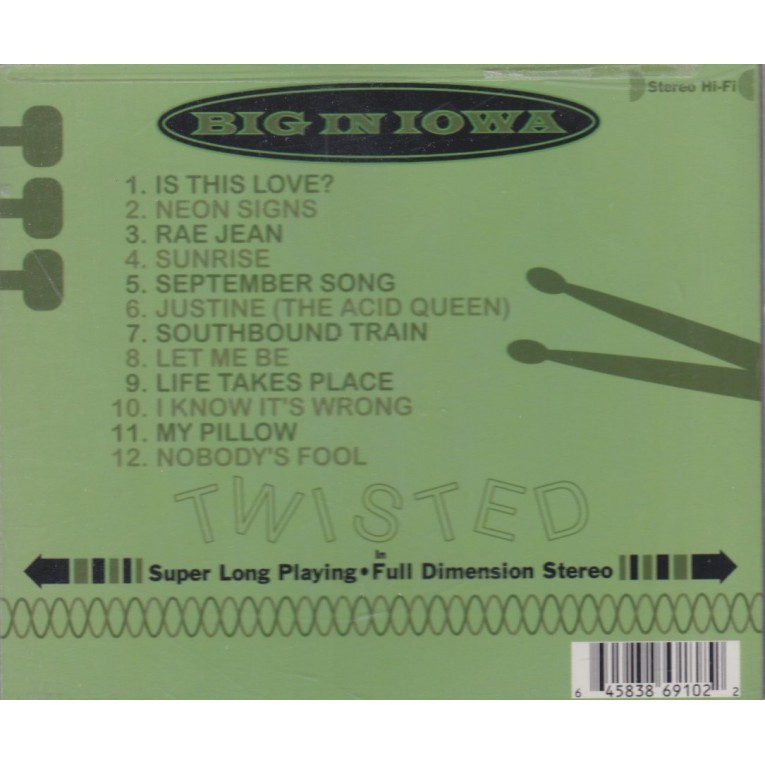 Stereo Hi-Fi
BIG IN IOWA
1. IS THIS LOVE?
2. NEON SIGNS
3. RAE JEAN
4. SUNRISE
5. SEPTEMBER SONG
6. JUSTINE (THE ACID QUEEN)
7. SOUTHBOUND TRAIN
8. LET ME BE
9. LIFE TAKES PLACE
10. I KNOW IT'S WRONG
11. MY PILLOW
12. NOBODY'S FOOL
TWISTED
In
Super Long Playing • Full Dimension Stereo
6 45838 69102 2